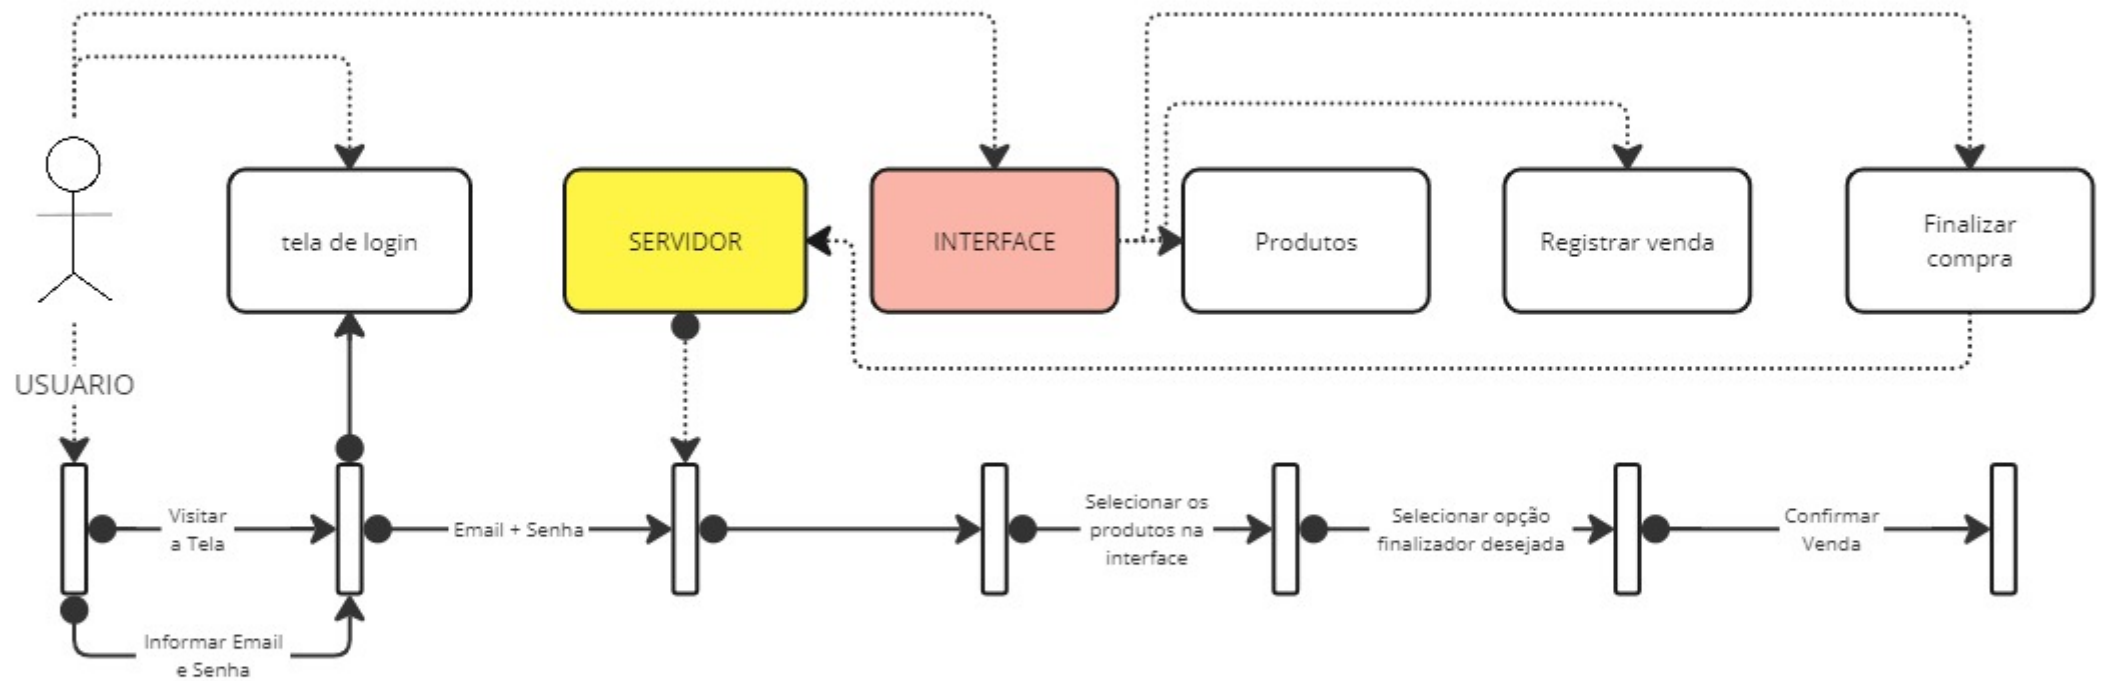 tela de login
SERVIDOR
INTERFACE
Produtos
Registrar venda
Finalizar
compra
USUARIO
Visitar
a Tela
Email + Senha
Selecionar os
produtos na
interface
Selecionar opção
finalizador desejada
Confirmar
Venda
Informar Email
e Senha